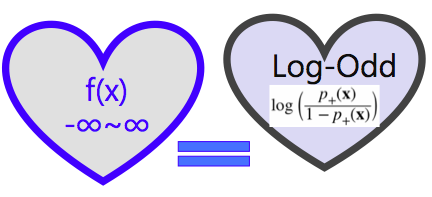 f(x)
-∞~∞
Log-Odd
log (p₊(x) / 1 − p₊(x))